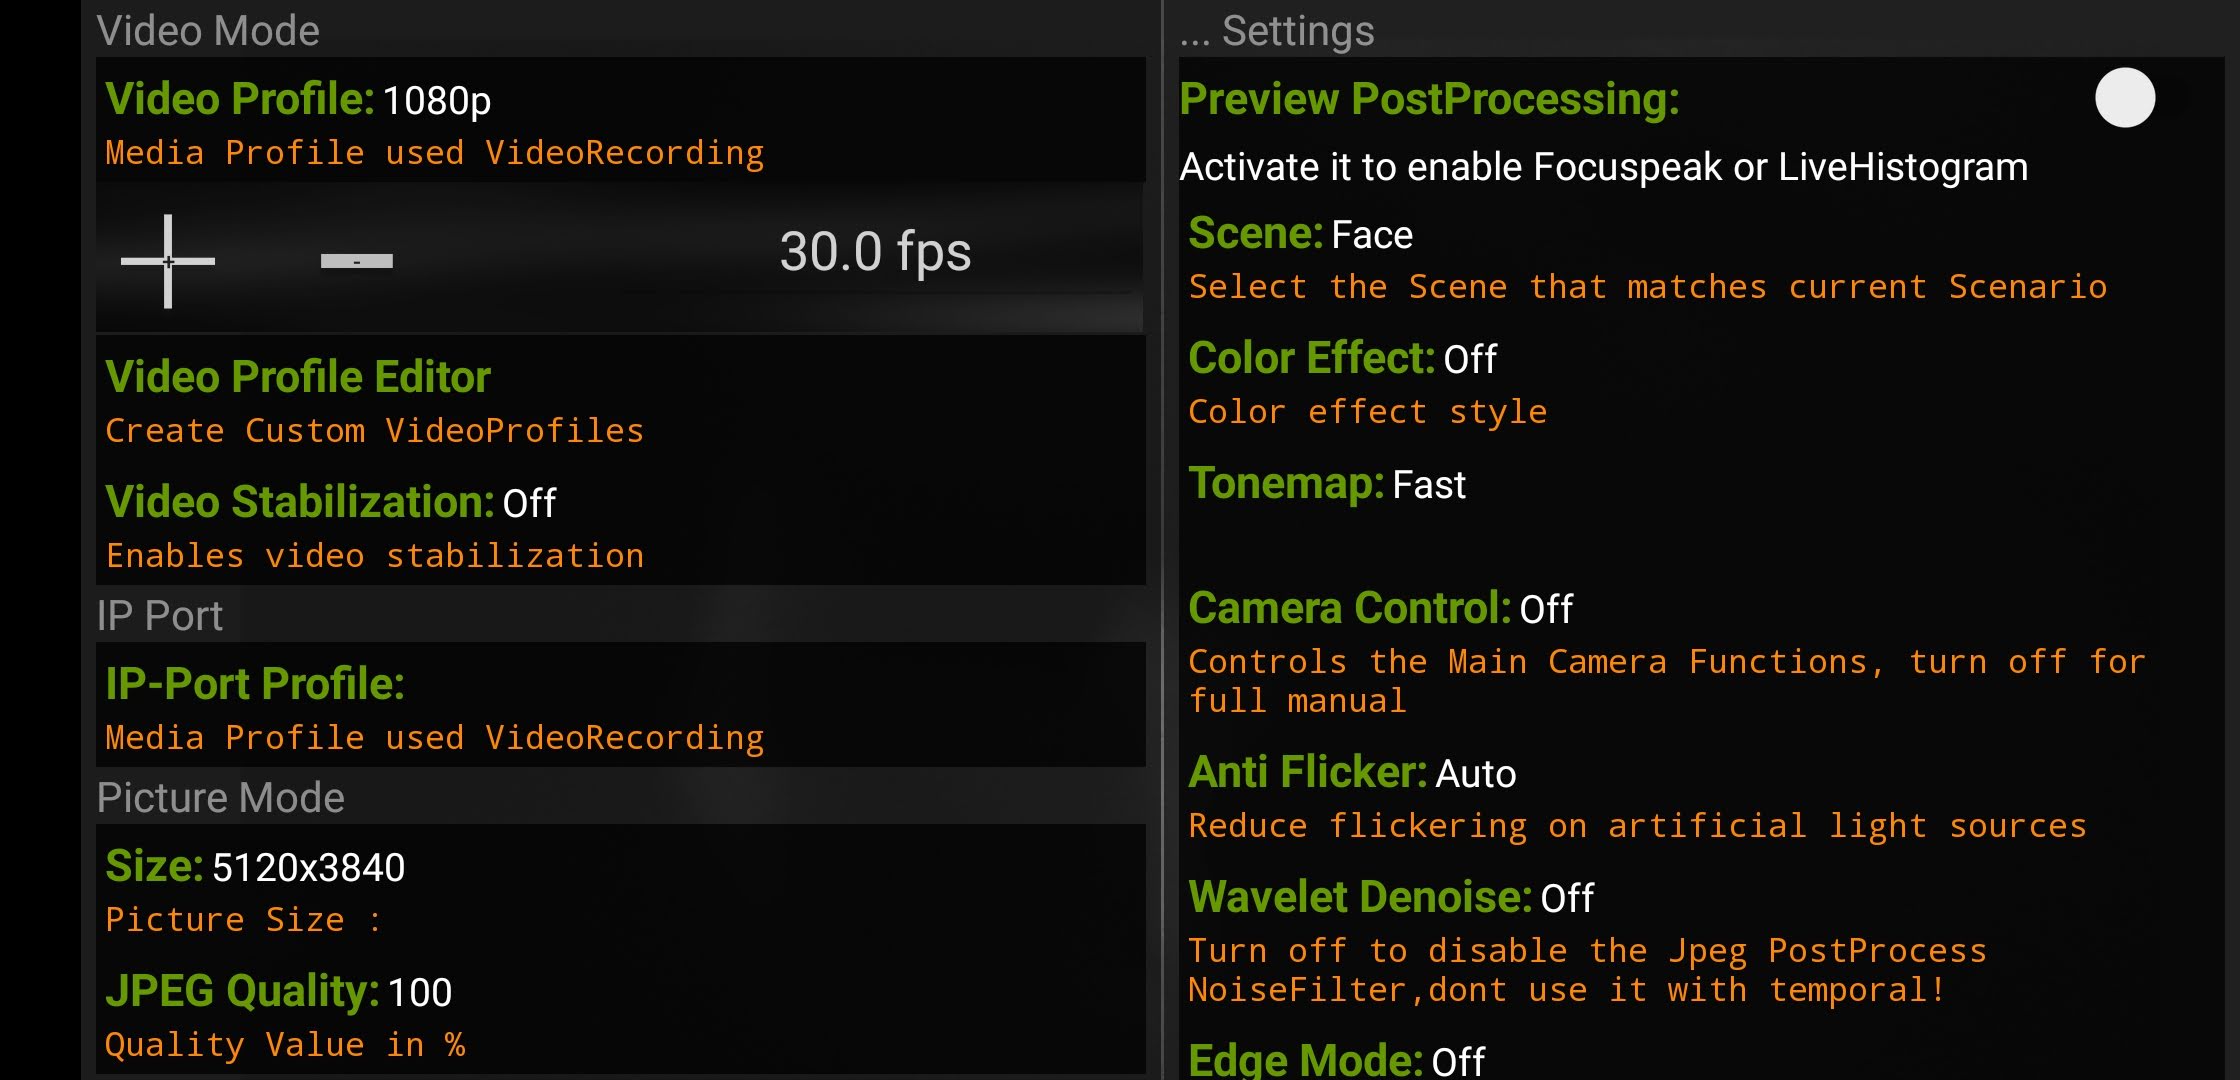 Video Mode
Video Profile: 1080p
Media Profile used VideoRecording
+ - 30.0 fps
Video Profile Editor
Create Custom VideoProfiles
Video Stabilization: Off
Enables video stabilization
IP Port
IP-Port Profile:
Media Profile used VideoRecording
Picture Mode
Size: 5120x3840
Picture Size :
JPEG Quality: 100
Quality Value in %
... Settings
Preview PostProcessing:
Activate it to enable Focuspeak or LiveHistogram
Scene: Face
Select the Scene that matches current Scenario
Color Effect: Off
Color effect style
Tonemap: Fast
Camera Control: Off
Controls the Main Camera Functions, turn off for
full manual
Anti Flicker: Auto
Reduce flickering on artificial light sources
Wavelet Denoise: Off
Turn off to disable the Jpeg PostProcess
NoiseFilter,dont use it with temporal!
Edge Mode: Off